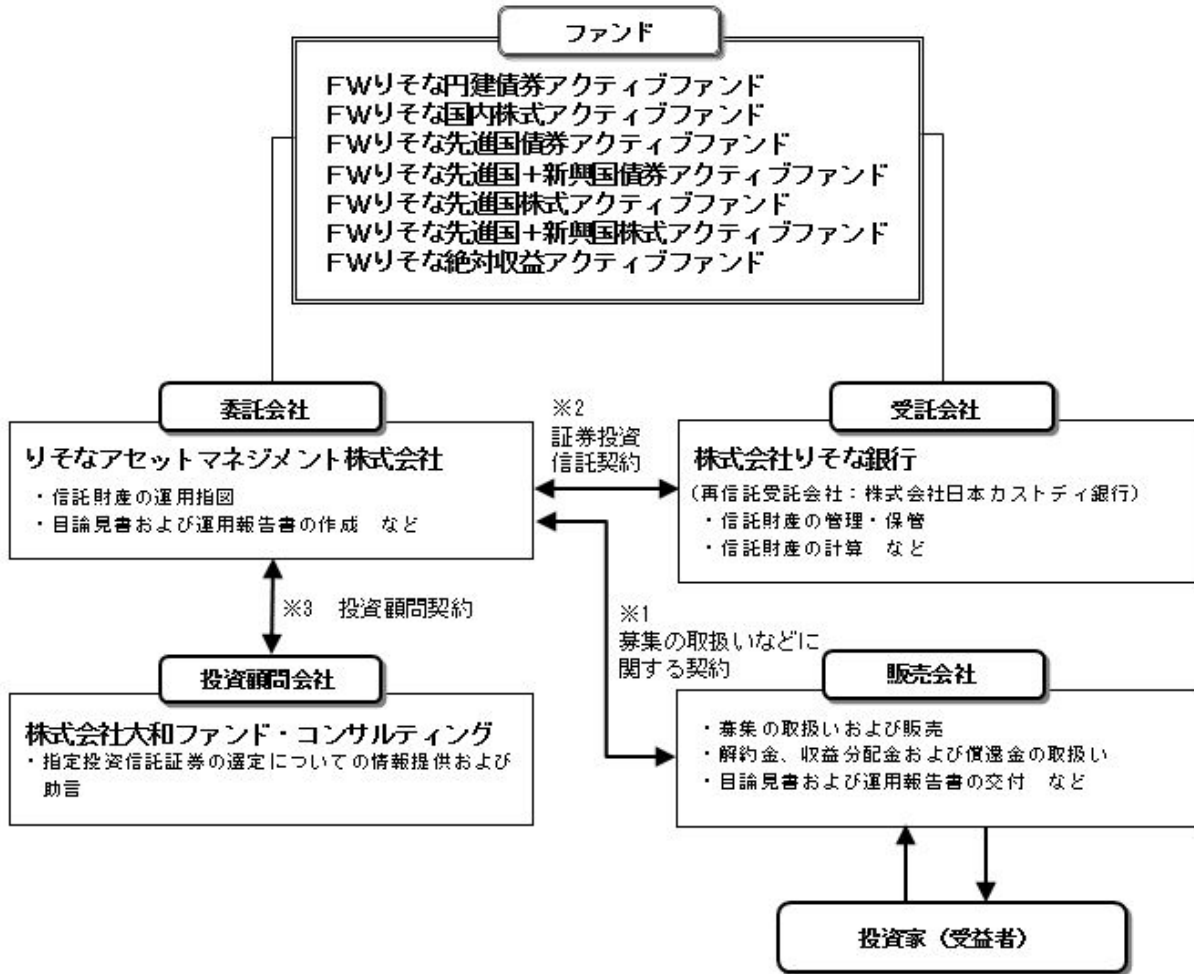 ファンド
FWりそな円建債券アクティブファンド
FWりそな国内株式アクティブファンド
FWりそな先進国債券アクティブファンド
FWりそな先進国+新興国債券アクティブファンド
FWりそな先進国株式アクティブファンド
FWりそな先進国+新興国株式アクティブファンド
FWりそな絶対収益アクティブファンド
委託会社
りそなアセットマネジメント株式会社
・信託財産の運用指図
・目論見書および運用報告書の作成 など
※2
証券投資
信託契約
受託会社
株式会社りそな銀行
(再信託受託会社:株式会社日本カストディ銀行)
・信託財産の管理・保管
・信託財産の計算 など
※3 投資顧問契約
※1
募集の取扱いなどに
関する契約
投資顧問会社
株式会社大和ファンド・コンサルティング
・指定投資信託証券の選定についての情報提供および
助言
販売会社
・募集の取扱いおよび販売
・解約金、収益分配金および償還金の取扱い
・目論見書および運用報告書の交付 など
投資家(受益者)